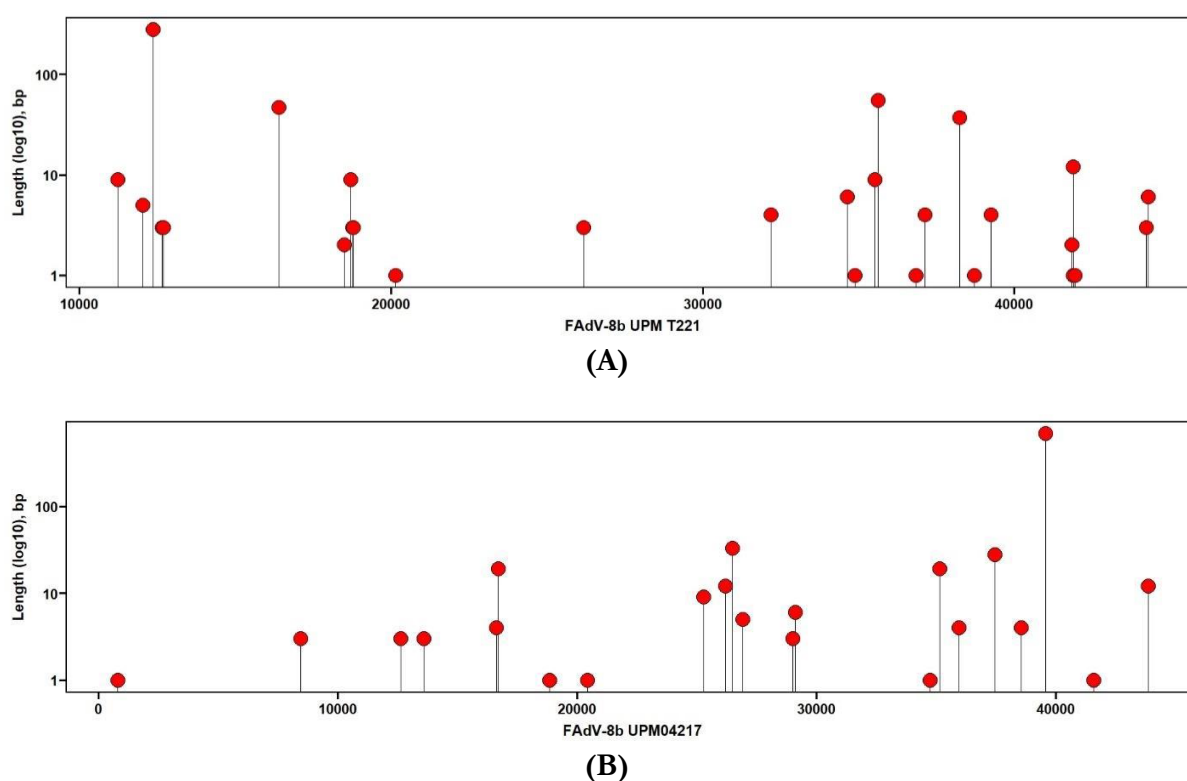 Length (log10), bp
100
10
1
10000 20000 30000 40000
FAdV-8b UPM T221
(A)
Length (log10), bp
100
10
1
0 10000 20000 30000 40000
FAdV-8b UPM04217
(B)